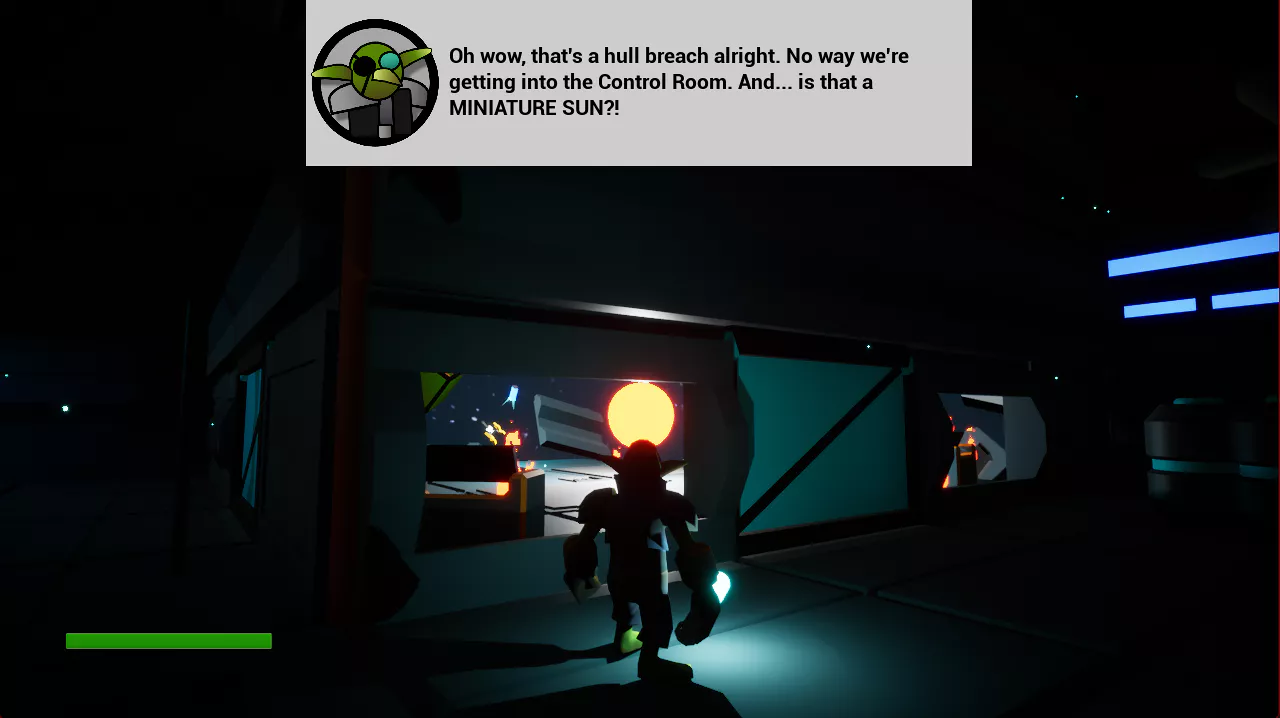 Oh wow, that's a hull breach alright. No way we're
getting into the Control Room. And... is that a
MINIATURE SUN?!